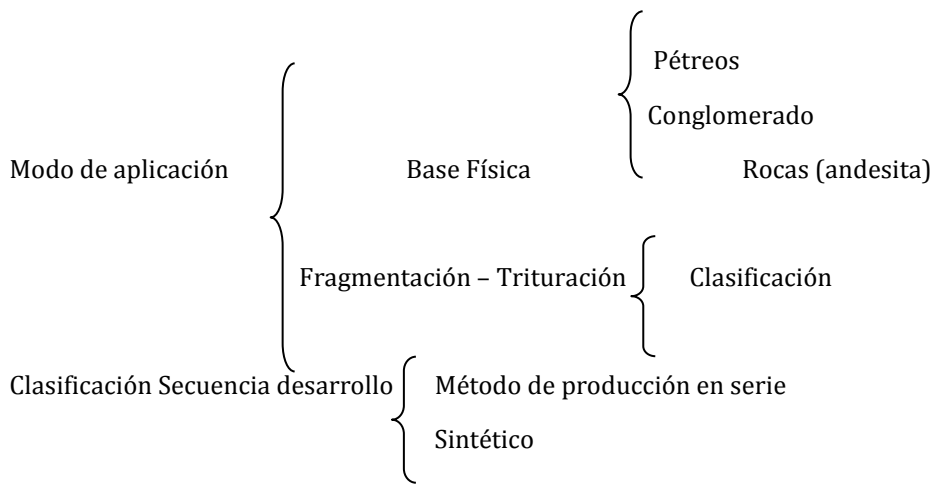 Pétreos
Conglomerado
Modo de aplicación Base Física Rocas (andesita)
Fragmentación – Trituración Clasificación
Clasificación Secuencia desarrollo Método de producción en serie
Sintético